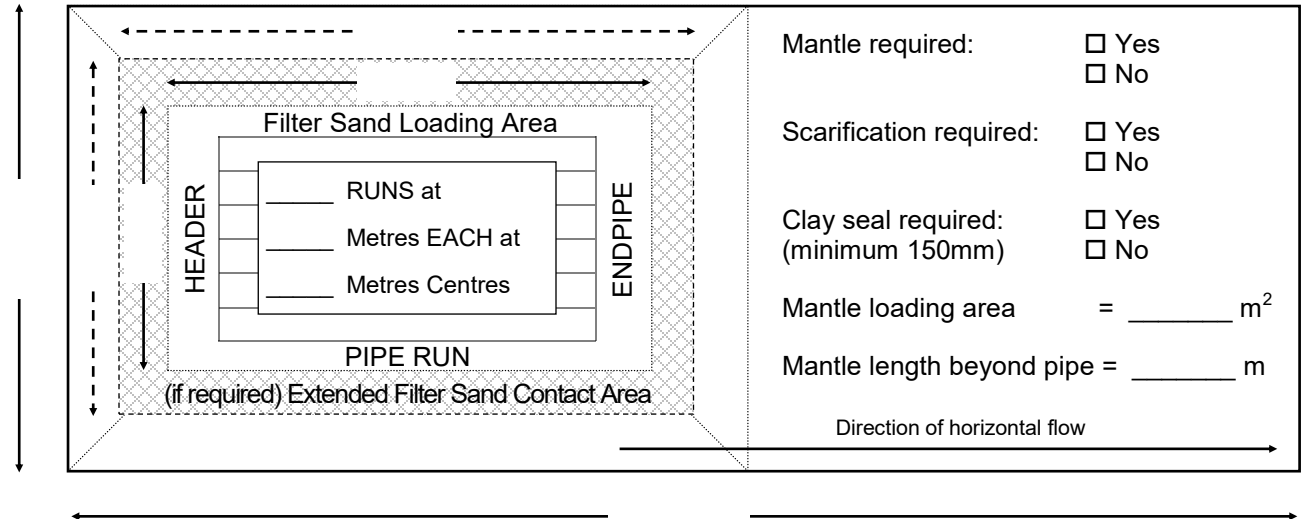 Filter Sand Loading Area
HEADER
_____ RUNS at
_____ Metres EACH at
_____ Metres Centres
ENDPIPE
PIPE RUN
(if required) Extended Filter Sand Contact Area
Mantle required: ☐ Yes
☐ No
Scarification required: ☐ Yes
☐ No
Clay seal required: ☐ Yes
(minimum 150mm) ☐ No
Mantle loading area = _______ m²
Mantle length beyond pipe = _______ m
Direction of horizontal flow